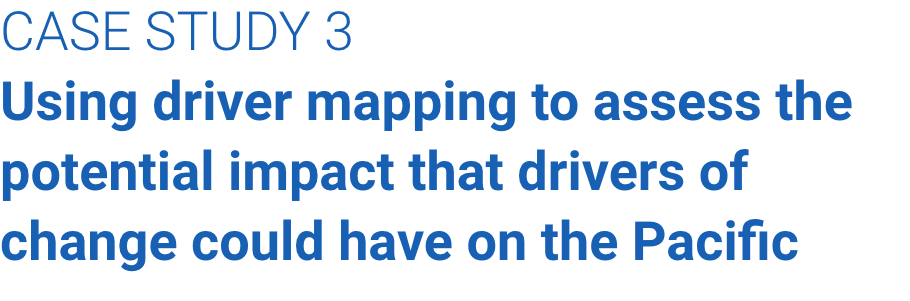 CASE STUDY 3
Using driver mapping to assess the
potential impact that drivers of
change could have on the Pacific